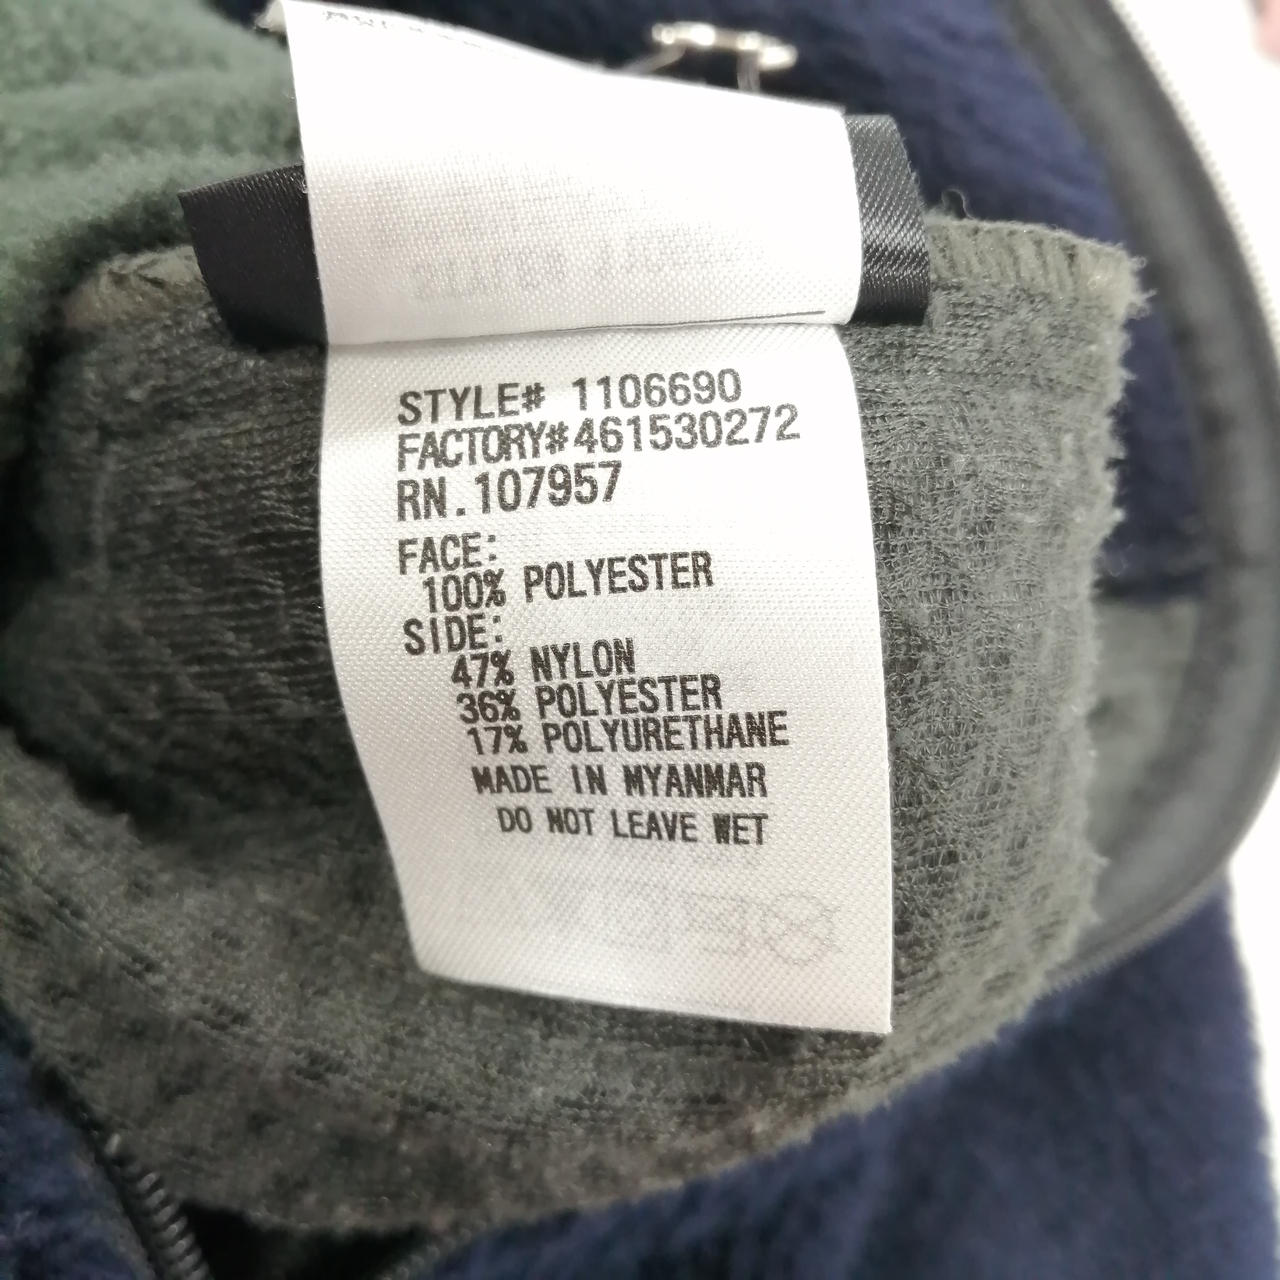 STYLE# 1106690
FACTORY#461530272
RN.107957
FACE:
100% POLYESTER
SIDE:
47% NYLON
36% POLYESTER
17% POLYURETHANE
MADE IN MYANMAR
DO NOT LEAVE WET